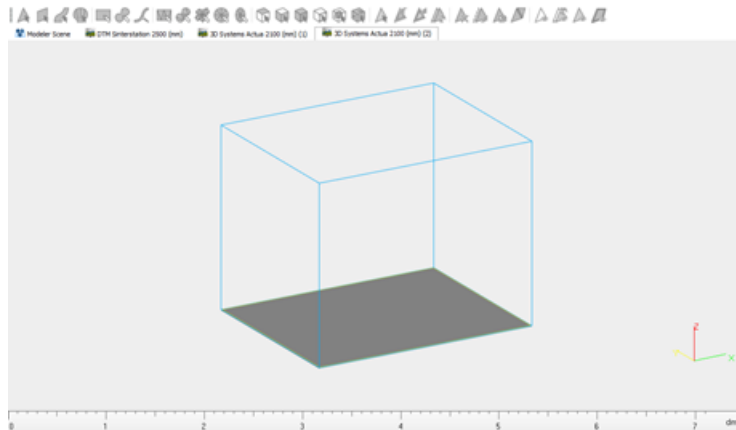 Modeler Scene DTM Sinterstation 2500 (mm) 3D Systems Actua 2100 (mm) (1) 3D Systems Actua 2100 (mm) (2)
Z
X
0 1 2 3 4 5 6 7 dm